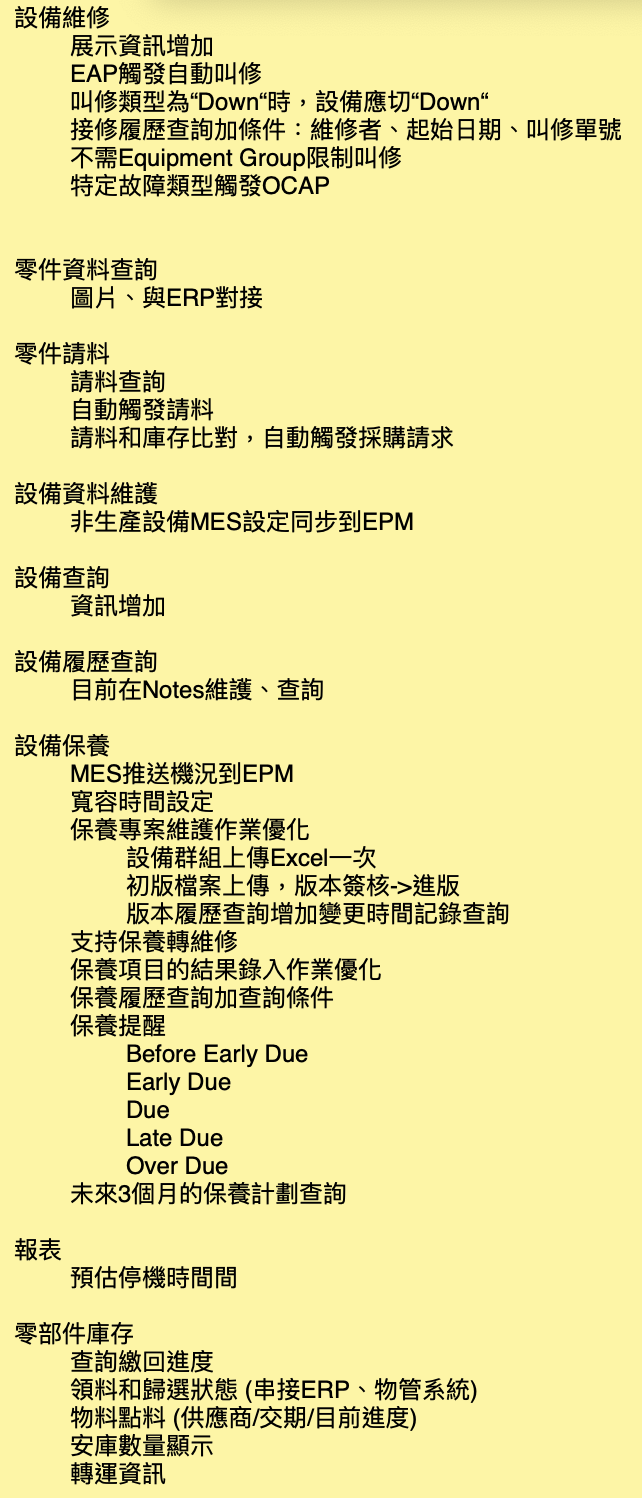 設備維修
展示資訊增加
EAP觸發自動叫修
叫修類型為“Down“時，設備應切“Down“
接修履歷查詢加條件：維修者、起始日期、叫修單號
不需Equipment Group限制叫修
特定故障類型觸發OCAP
零件資料查詢
圖片、與ERP對接
零件請料
請料查詢
自動觸發請料
請料和庫存比對，自動觸發採購請求
設備資料維護
非生產設備MES設定同步到EPM
設備查詢
資訊增加
設備履歷查詢
目前在Notes維護、查詢
設備保養
MES推送機況到EPM
寬容時間設定
保養專案維護作業優化
設備群組上傳Excel一次
初版檔案上傳，版本簽核->進版
版本履歷查詢增加變更時間記錄查詢
支持保養轉維修
保養項目的結果錄入作業優化
保養履歷查詢加查詢條件
保養提醒
Before Early Due
Early Due
Due
Late Due
Over Due
未來3個月的保養計劃查詢
報表
預估停機時間間
零部件庫存
查詢繳回進度
領料和歸選狀態 (串接ERP、物管系統)
物料點料 (供應商/交期/目前進度)
安庫數量顯示
轉運資訊